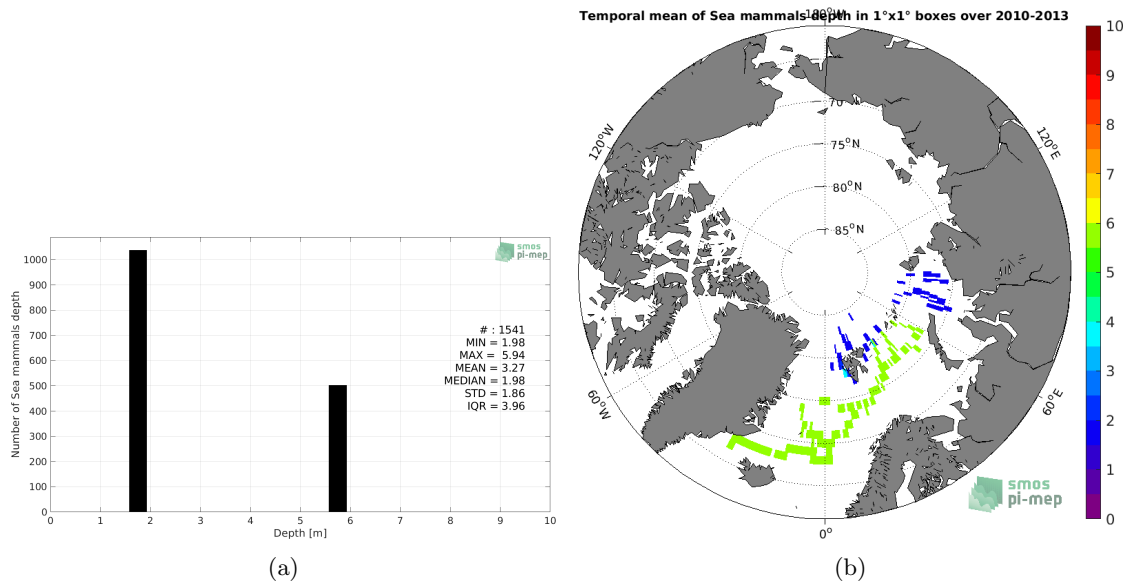 Temporal mean of Sea mammals depth in 1°x1° boxes over 2010-2013
180°W
120°W
120°E
60°W
60°E
0°
70°N
75°N
80°N
85°N
10
9
8
7
6
5
4
3
2
1
0
smos
pi-mep
Number of Sea mammals depth
1000
900
800
700
600
500
400
300
200
100
0
smos
pi-mep
# : 1541
MIN = 1.98
MAX = 5.94
MEAN = 3.27
MEDIAN = 1.98
STD = 1.86
IQR = 3.96
0 1 2 3 4 5 6 7 8 9 10
Depth [m]
(a)
(b)